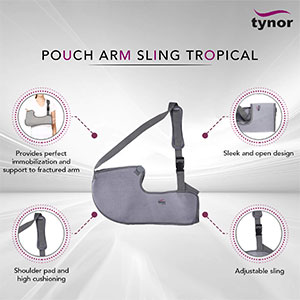 tynor
POUCH ARM SLING TROPICAL
Provides perfect
immobilization and
support to fractured arm
Sleek and open design
Shoulder pad and
high cushioning
Adjustable sling